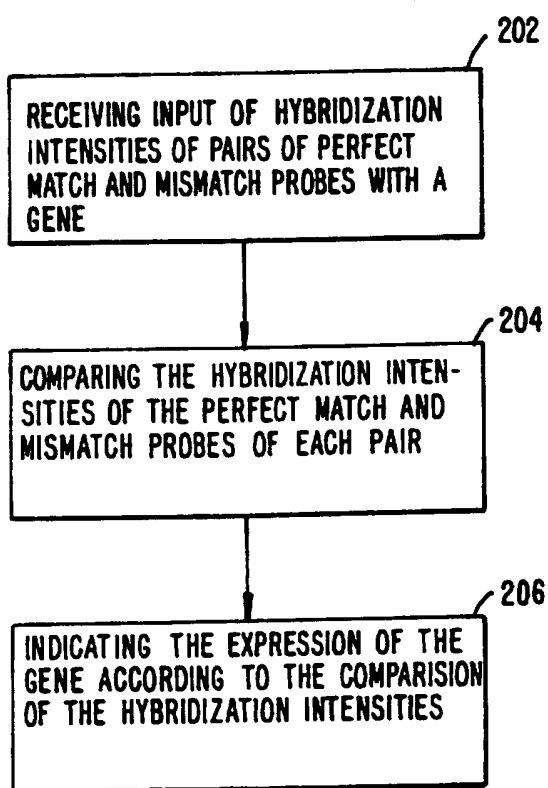 202
RECEIVING INPUT OF HYBRIDIZATION
INTENSITIES OF PAIRS OF PERFECT
MATCH AND MISMATCH PROBES WITH A
GENE
204
COMPARING THE HYBRIDIZATION INTEN-
SITIES OF THE PERFECT MATCH AND
MISMATCH PROBES OF EACH PAIR
206
INDICATING THE EXPRESSION OF THE
GENE ACCORDING TO THE COMPARISION
OF THE HYBRIDIZATION INTENSITIES